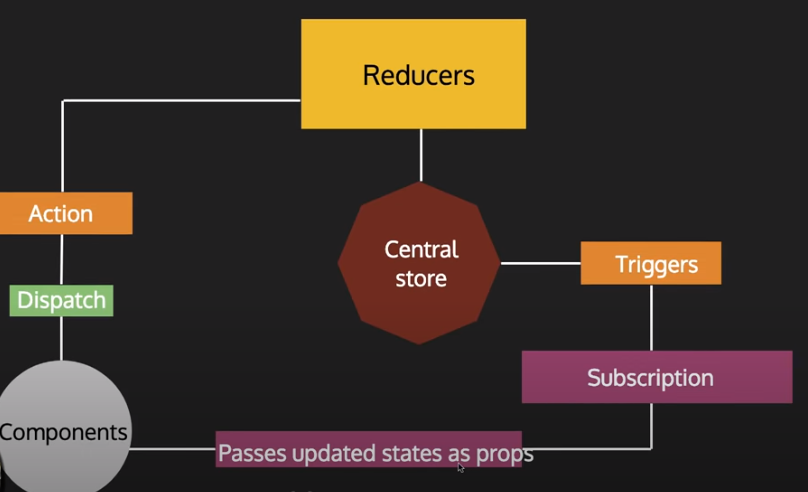 Reducers
Action
Central
store
Triggers
Dispatch
Subscription
Components
Passes updated states as props